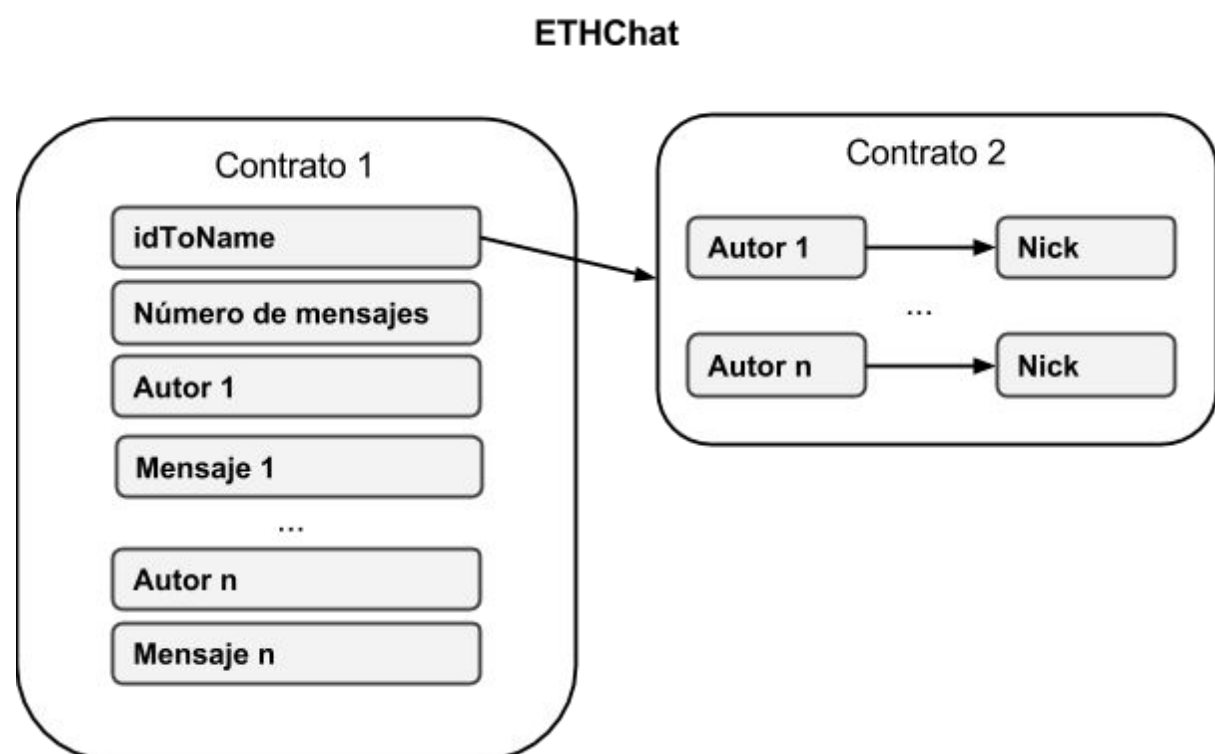 ETHChat
Contrato 1
idToName
Número de mensajes
Autor 1
Mensaje 1
...
Autor n
Mensaje n
Contrato 2
Autor 1
Nick
...
Autor n
Nick